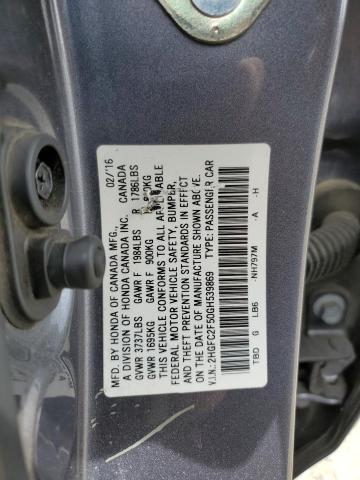 MFD. BY HONDA OF CANADA MFG., 02/'16
A DIVISION OF HONDA CANADA INC. CANADA
GVWR 3737LBS GAWR F 1984LBS R 1786LBS
GVWR 1695KG GAWR F 900KG
THIS VEHICLE CONFORMS TO ALL APPLICABLE
FEDERAL MOTOR VEHICLE SAFETY, BUMPER,
AND THEFT PREVENTION STANDARDS IN EFFECT
ON THE DATE OF MANUFACTURE SHOWN ABOVE.
V.I.N.: 2HGFC2F50GH539869 TYPE: PASSENGER CAR
TBD G LB6 -NH797M -A -H